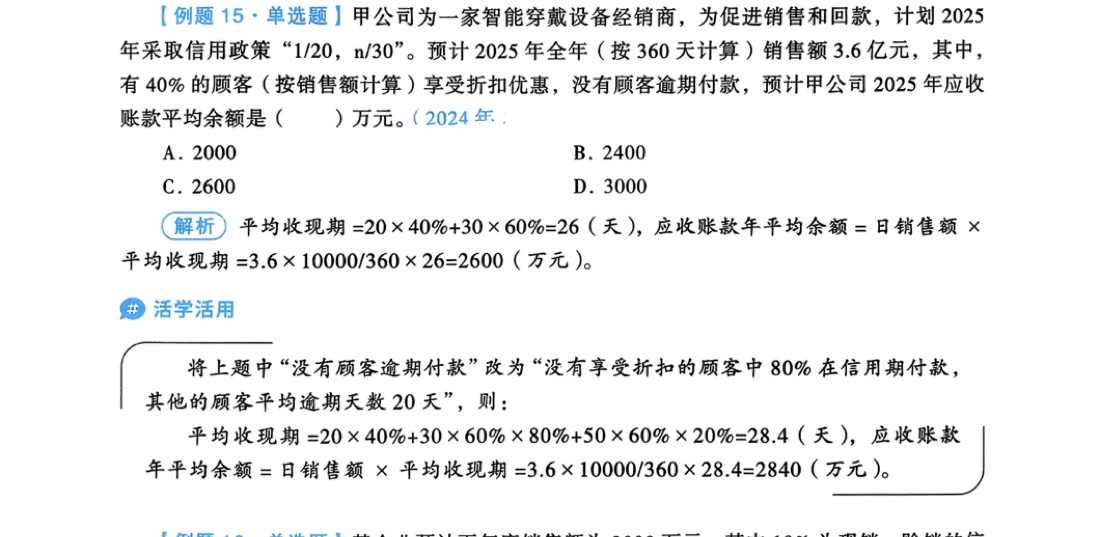 【例题 15·单选题】甲公司为一家智能穿戴设备经销商，为促进销售和回款，计划 2025
年采取信用政策“1/20，n/30”。预计 2025 年全年（按 360 天计算）销售额 3.6 亿元，其中，
有 40% 的顾客（按销售额计算）享受折扣优惠，没有顾客逾期付款，预计甲公司 2025 年应收
账款平均余额是（　　）万元。（2024 年
A. 2000
B. 2400
C. 2600
D. 3000
解析 平均收现期 =20×40%+30×60%=26（天），应收账款年平均余额 = 日销售额 ×
平均收现期 =3.6×10000/360×26=2600（万元）。
# 活学活用
将上题中“没有顾客逾期付款”改为“没有享受折扣的顾客中 80% 在信用期付款，
其他的顾客平均逾期天数 20 天”，则：
平均收现期 =20×40%+30×60%×80%+50×60%×20%=28.4（天），应收账款
年平均余额 = 日销售额 × 平均收现期 =3.6×10000/360×28.4=2840（万元）。